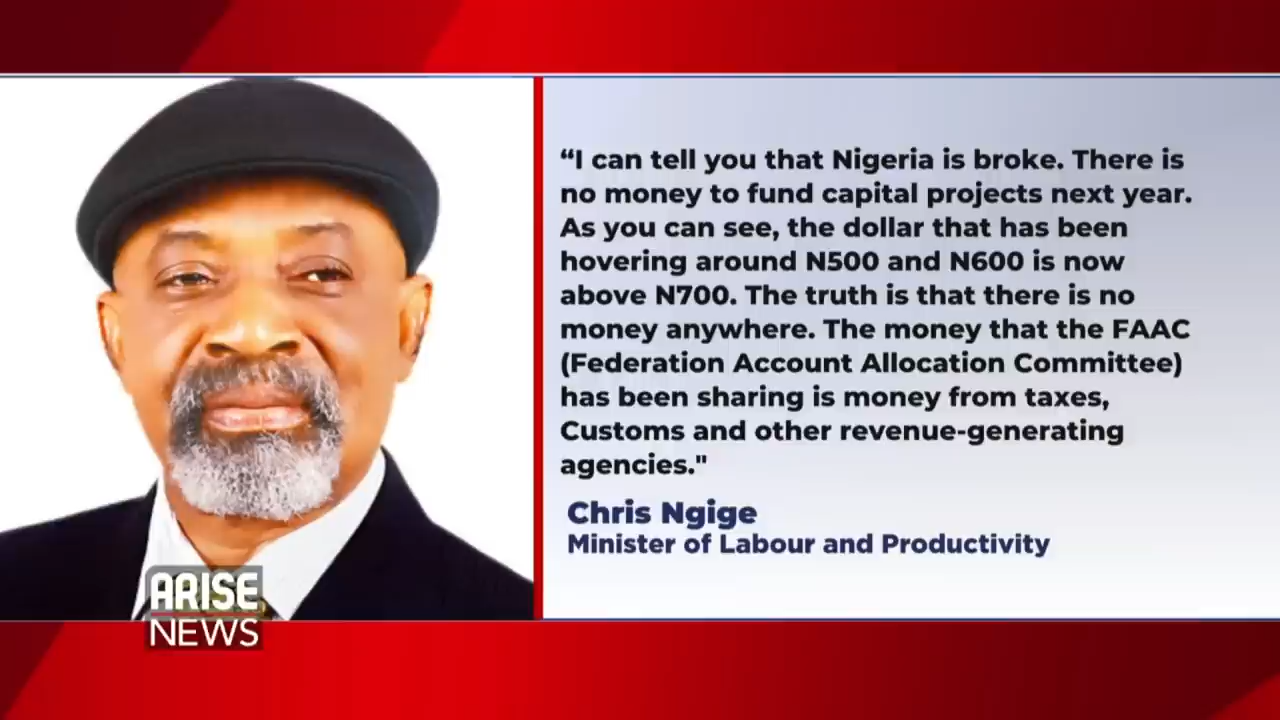 “I can tell you that Nigeria is broke. There is
no money to fund capital projects next year.
As you can see, the dollar that has been
hovering around N500 and N600 is now
above N700. The truth is that there is no
money anywhere. The money that the FAAC
(Federation Account Allocation Committee)
has been sharing is money from taxes,
Customs and other revenue-generating
agencies."
Chris Ngige
Minister of Labour and Productivity
ARISE
NEWS